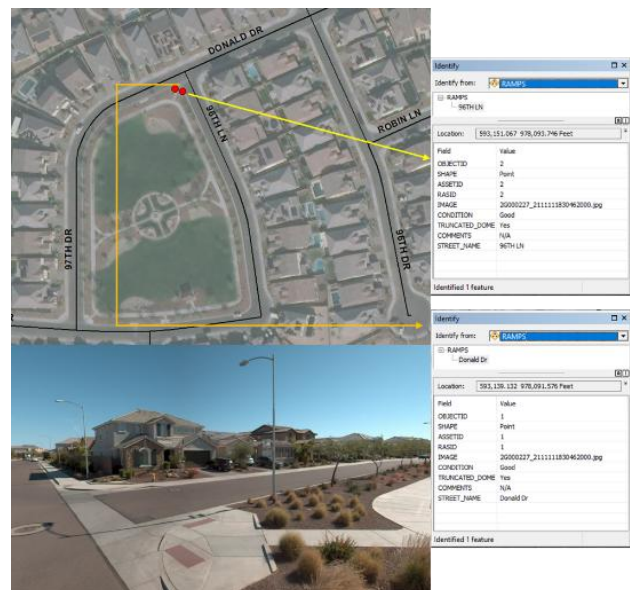 DONALD DR
96TH LN
ROBIN LN
97TH DR
96TH DR
Identify
Identify from: RAMPS
RAMPS
96TH LN
Location: 593,151.067 978,093.746 Feet
Field Value
OBJECTID 2
SHAPE Point
ASSETID 2
RASID 2
IMAGE 2G000227_2111111830462000.jpg
CONDITION Good
TRUNCATED_DOME Yes
COMMENTS N/A
STREET_NAME 96TH LN
Identified 1 feature
Identify
Identify from: RAMPS
RAMPS
Donald Dr
Location: 593,139.132 978,091.576 Feet
Field Value
OBJECTID 1
SHAPE Point
ASSETID 1
RASID 1
IMAGE 2G000227_2111111830462000.jpg
CONDITION Good
TRUNCATED_DOME Yes
COMMENTS N/A
STREET_NAME Donald Dr
Identified 1 feature